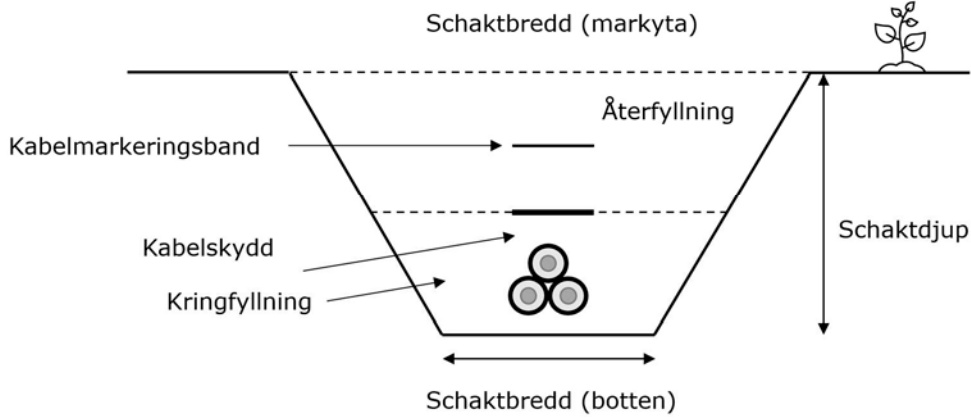 Schaktbredd (markyta)
Återfyllning
Kabelmarkeringsband
Schaktdjup
Kabelskydd
Kringfyllning
Schaktbredd (botten)